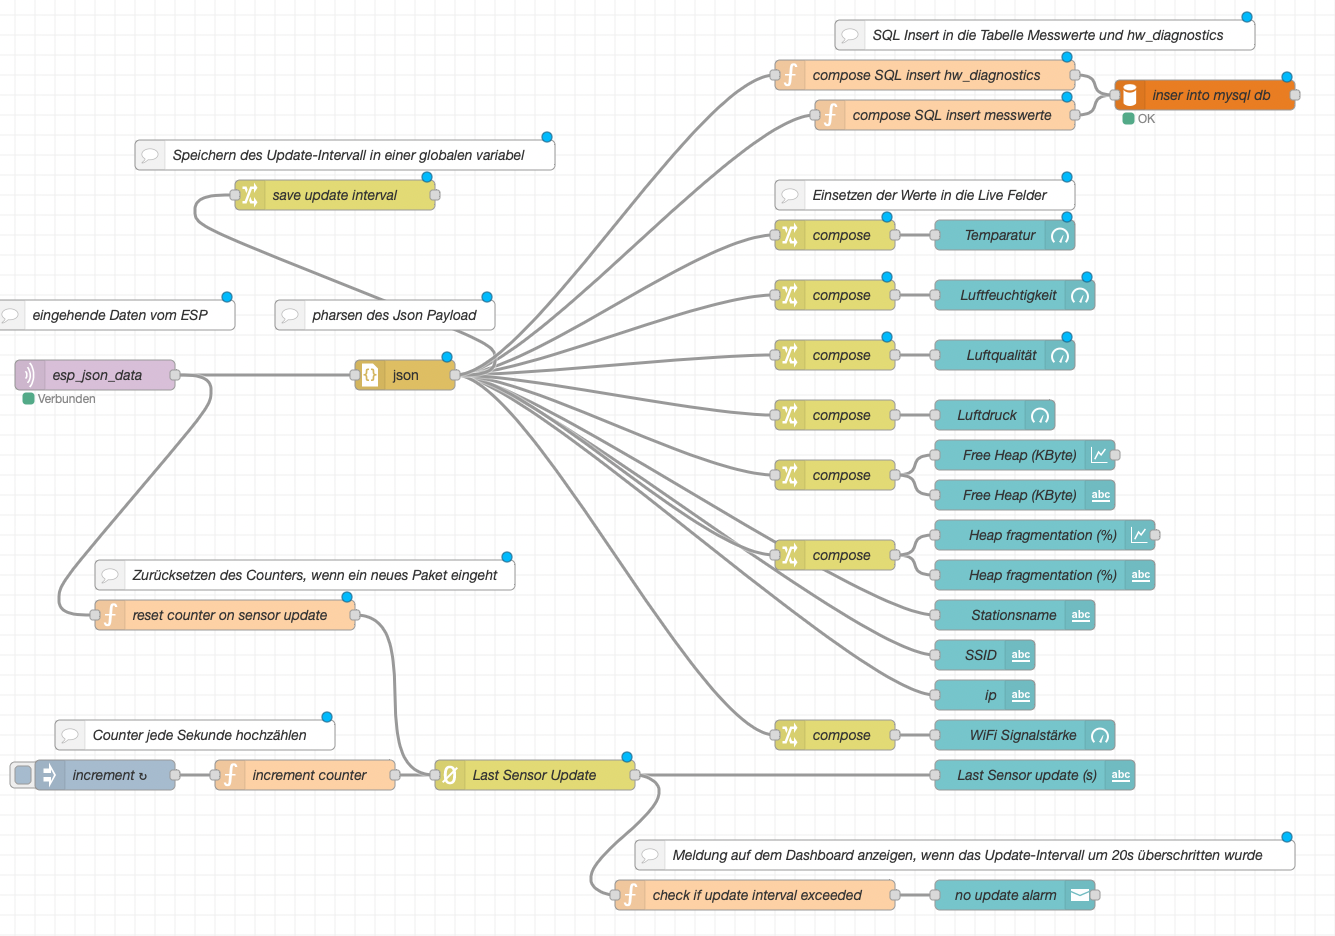 SQL Insert in die Tabelle Messwerte und hw_diagnostics
compose SQL insert hw_diagnostics
inser into mysql db
compose SQL insert messwerte
OK
Speichern des Update-Intervall in einer globalen variabel
save update interval
Einsetzen der Werte in die Live Felder
compose
Temparatur
compose
Luftfeuchtigkeit
eingehende Daten vom ESP
pharsen des Json Payload
compose
Luftqualität
esp_json_data
json
Verbunden
compose
Luftdruck
compose
Free Heap (KByte)
Free Heap (KByte)
abc
compose
Heap fragmentation (%)
Heap fragmentation (%)
abc
Zurücksetzen des Counters, wenn ein neues Paket eingeht
reset counter on sensor update
Stationsname
abc
SSID
abc
ip
abc
Counter jede Sekunde hochzählen
compose
WiFi Signalstärke
increment ↻
increment counter
Last Sensor Update
Last Sensor update (s)
abc
Meldung auf dem Dashboard anzeigen, wenn das Update-Intervall um 20s überschritten wurde
check if update interval exceeded
no update alarm